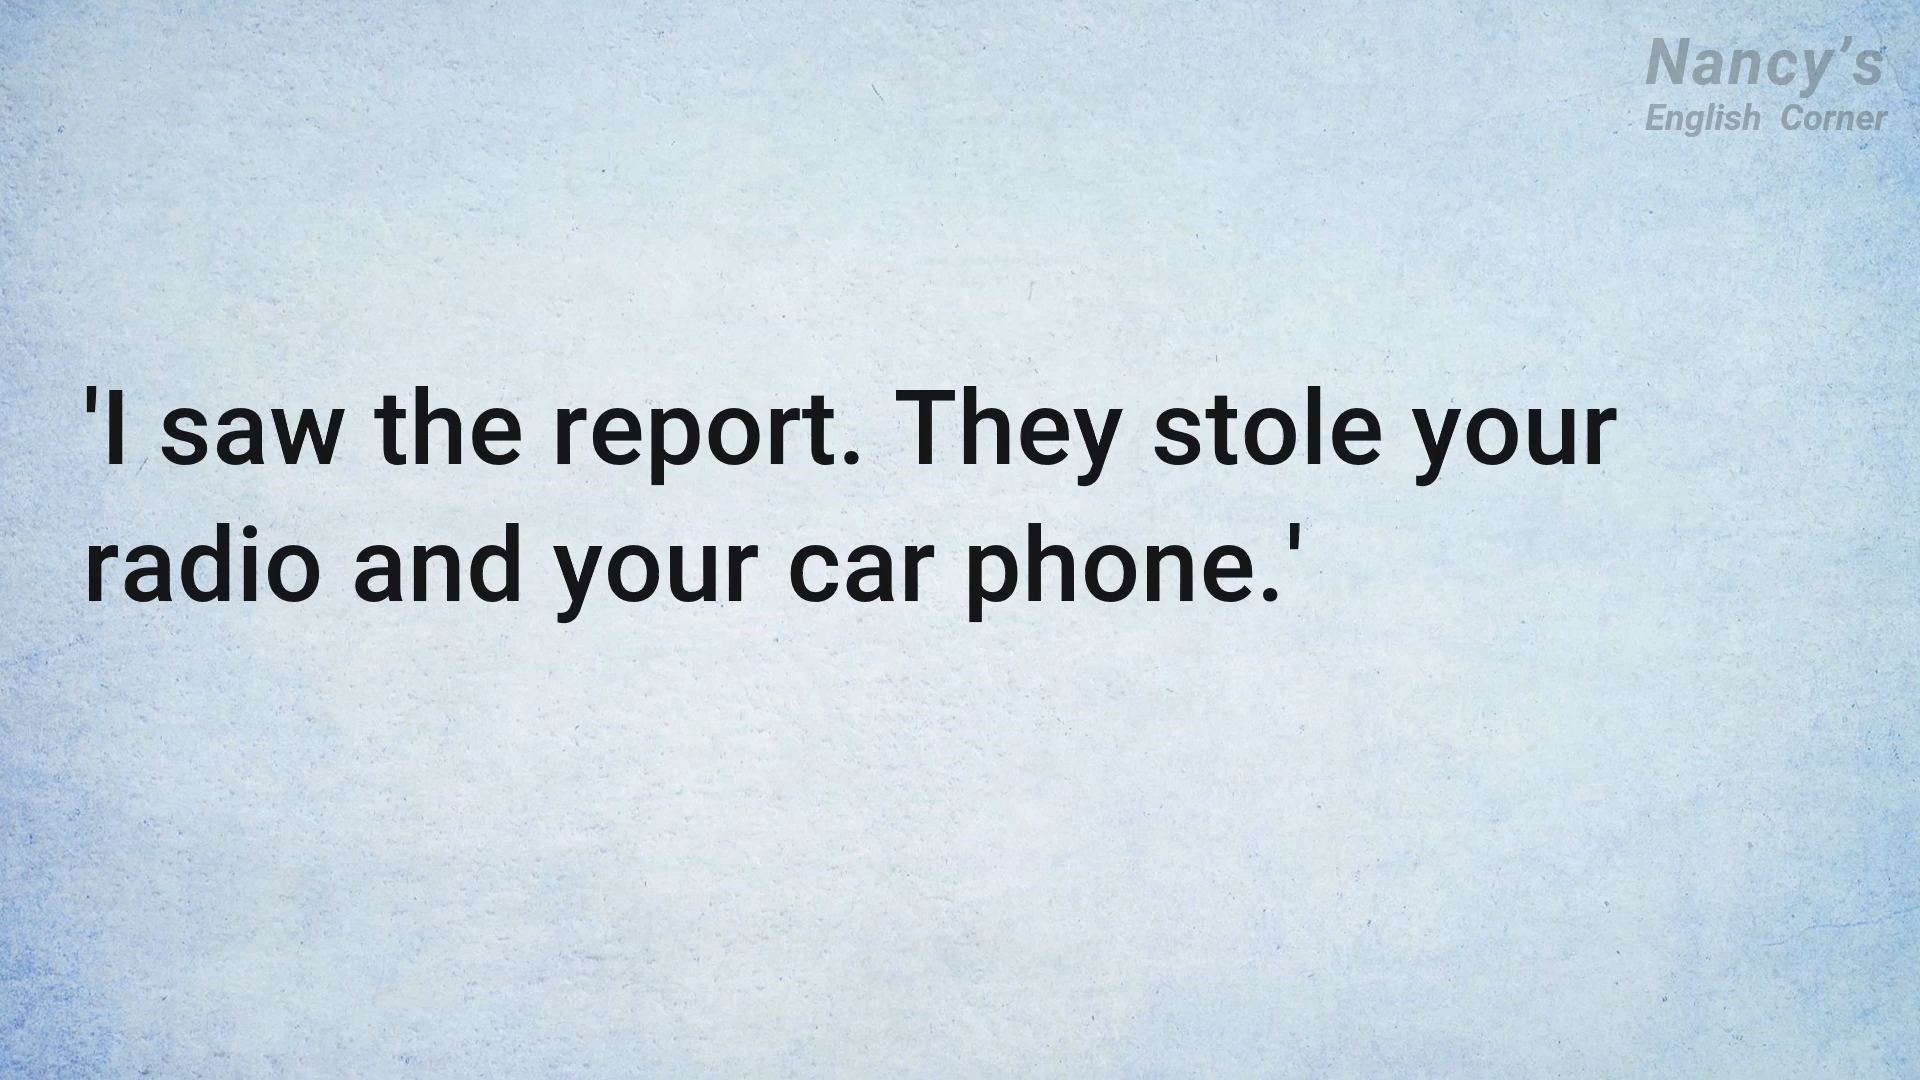 Nancy’s
English Corner
'I saw the report. They stole your
radio and your car phone.'